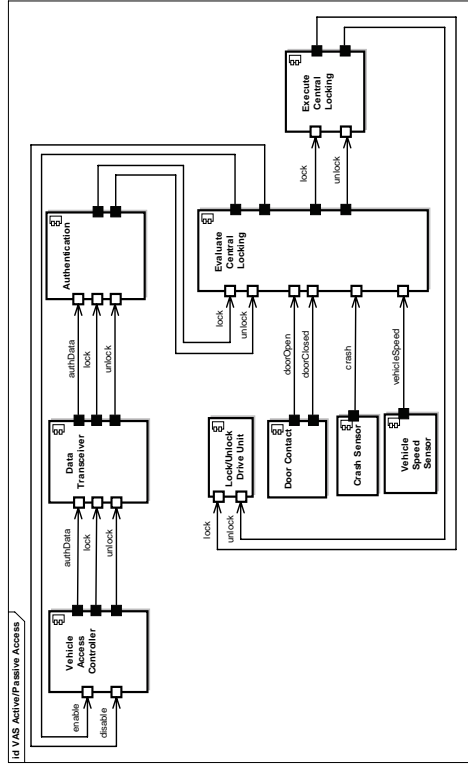 id VAS Active/Passive Access
enable
disable
Vehicle
Access
Controller
authData
lock
unlock
Data
Transceiver
authData
lock
unlock
Authentication
lock
unlock
Lock/Unlock
Drive Unit
lock
unlock
Evaluate
Central
Locking
Door Contact
doorOpen
doorClosed
Crash Sensor
crash
Vehicle
Speed
Sensor
vehicleSpeed
lock
unlock
Execute
Central
Locking